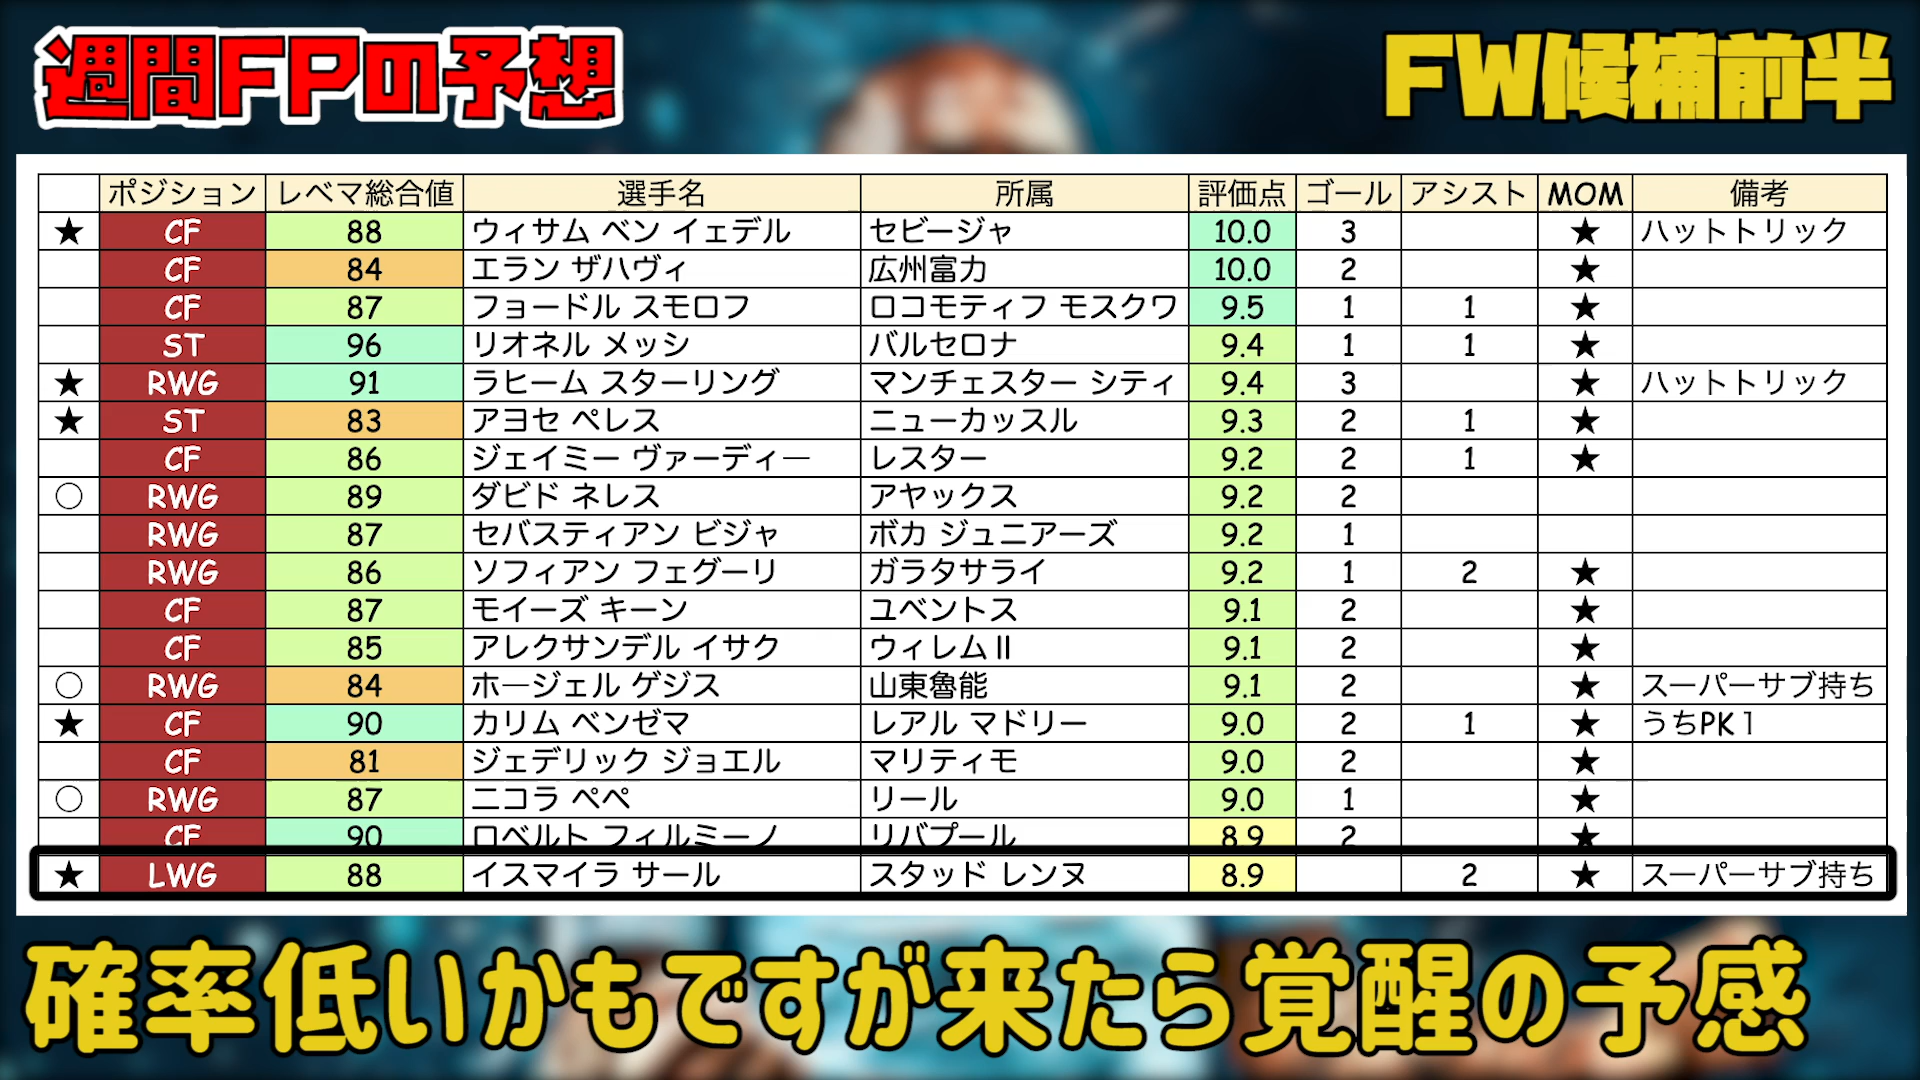 週間FPの予想
FW候補前半
ポジション レベマ総合値 選手名 所属 評価点 ゴール アシスト MOM 備考
★ CF 88 ウィサム ベン イェデル セビージャ 10.0 3 ★ ハットトリック
CF 84 エラン ザハヴィ 広州富力 10.0 2 ★
CF 87 フョードル スモロフ ロコモティフ モスクワ 9.5 1 1 ★
ST 96 リオネル メッシ バルセロナ 9.4 1 1 ★
★ RWG 91 ラヒーム スターリング マンチェスター シティ 9.4 3 ★ ハットトリック
★ ST 83 アヨセ ペレス ニューカッスル 9.3 2 1 ★
CF 86 ジェイミー ヴァーディ― レスター 9.2 2 1 ★
○ RWG 89 ダビド ネレス アヤックス 9.2 2
RWG 87 セバスティアン ビジャ ボカ ジュニアーズ 9.2 1
RWG 86 ソフィアン フェグーリ ガラタサライ 9.2 1 2 ★
CF 87 モイーズ キーン ユベントス 9.1 2 ★
CF 85 アレクサンデル イサク ウィレムⅡ 9.1 2 ★
○ RWG 84 ホ―ジェル ゲジス 山東魯能 9.1 2 ★ スーパーサブ持ち
★ CF 90 カリム ベンゼマ レアル マドリー 9.0 2 1 ★ うちPK1
CF 81 ジェデリック ジョエル マリティモ 9.0 2 ★
○ RWG 87 ニコラ ペペ リール 9.0 1 ★
CF 90 ロベルト フィルミーノ リバプール 8.9 2 ★
★ LWG 88 イスマイラ サール スタッド レンヌ 8.9 2 ★ スーパーサブ持ち
確率低いかもですが来たら覚醒の予感